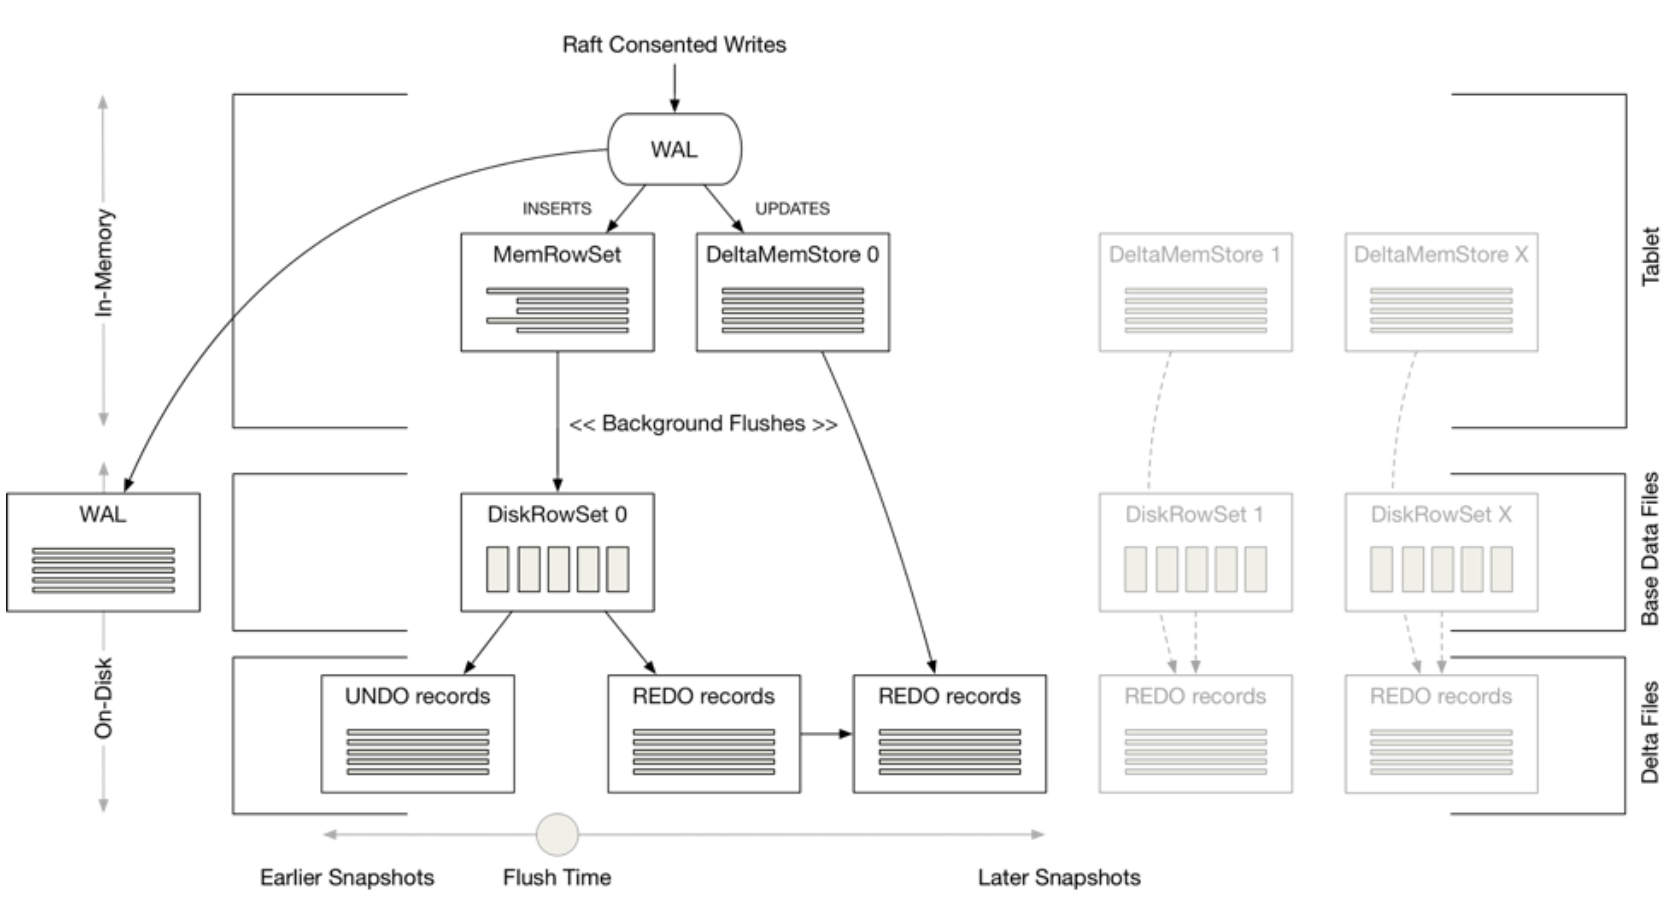 Raft Consented Writes
WAL
INSERTS
UPDATES
MemRowSet
DeltaMemStore 0
DeltaMemStore 1
DeltaMemStore X
In-Memory
Tablet
<< Background Flushes >>
WAL
DiskRowSet 0
DiskRowSet 1
DiskRowSet X
Base Data Files
On-Disk
UNDO records
REDO records
REDO records
REDO records
REDO records
Delta Files
Earlier Snapshots
Flush Time
Later Snapshots